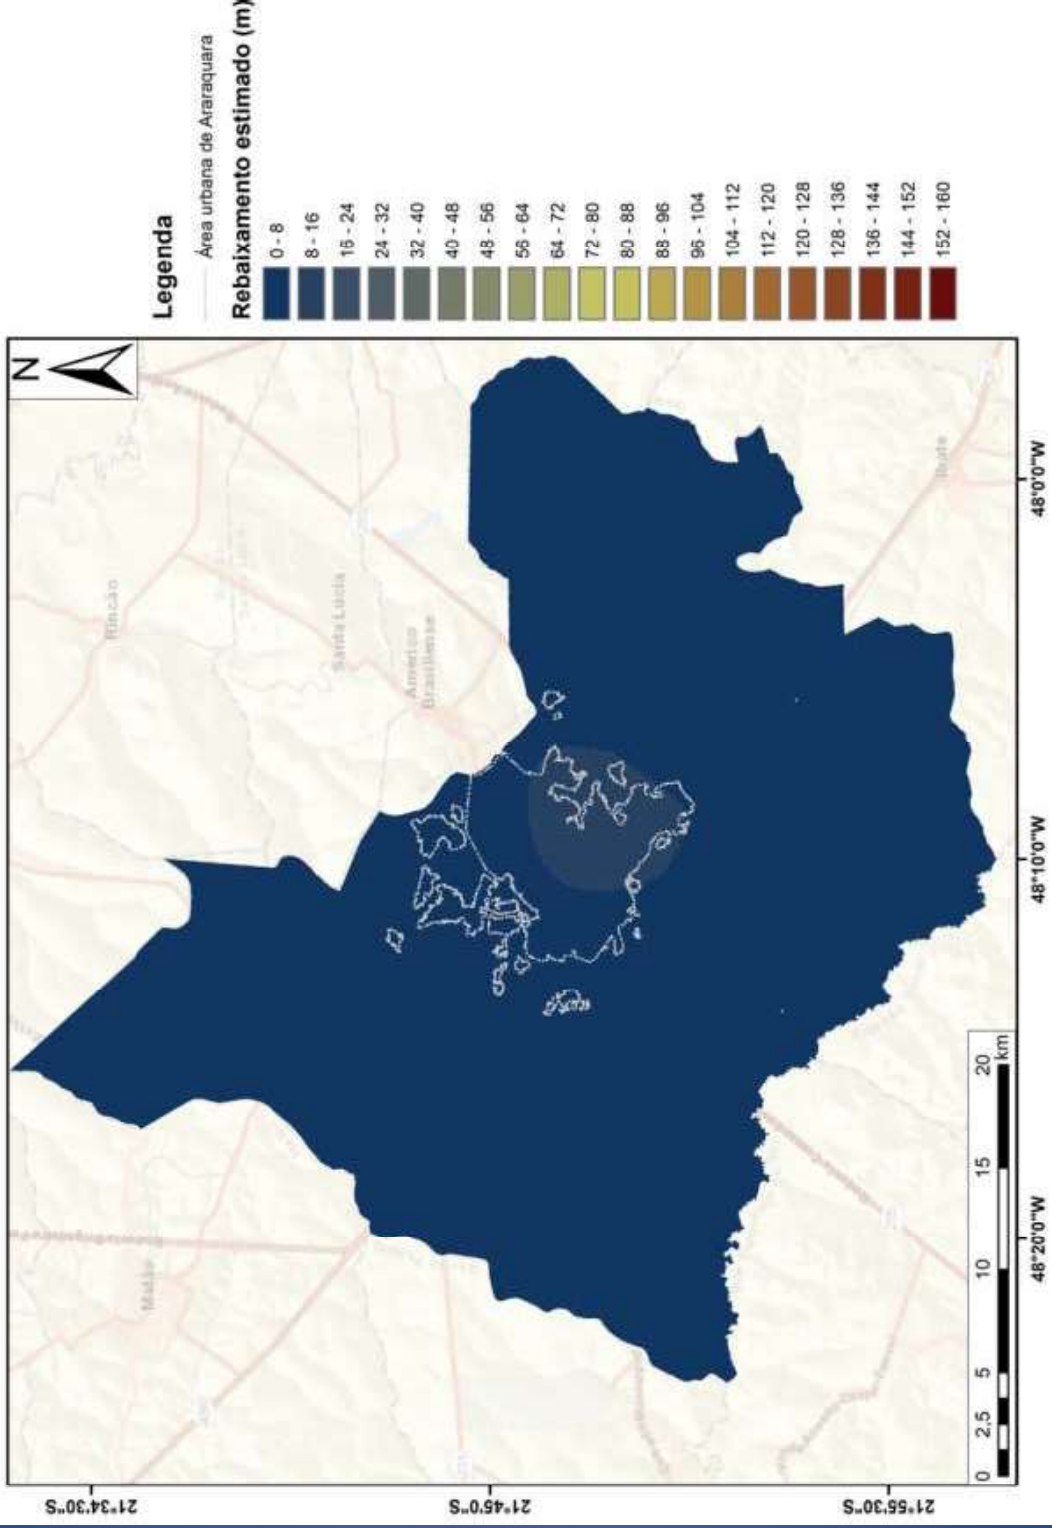 N
Rincão
Santa Lúcia
Américo
Brasiliense
Matão
Ibaté
21°34'30"S
21°45'0"S
21°55'30"S
48°20'0"W
48°10'0"W
48°0'0"W
0 2,5 5 10 15 20
km
Legenda
Área urbana de Araraquara
Rebaixamento estimado (m)
0 - 8
8 - 16
16 - 24
24 - 32
32 - 40
40 - 48
48 - 56
56 - 64
64 - 72
72 - 80
80 - 88
88 - 96
96 - 104
104 - 112
112 - 120
120 - 128
128 - 136
136 - 144
144 - 152
152 - 160